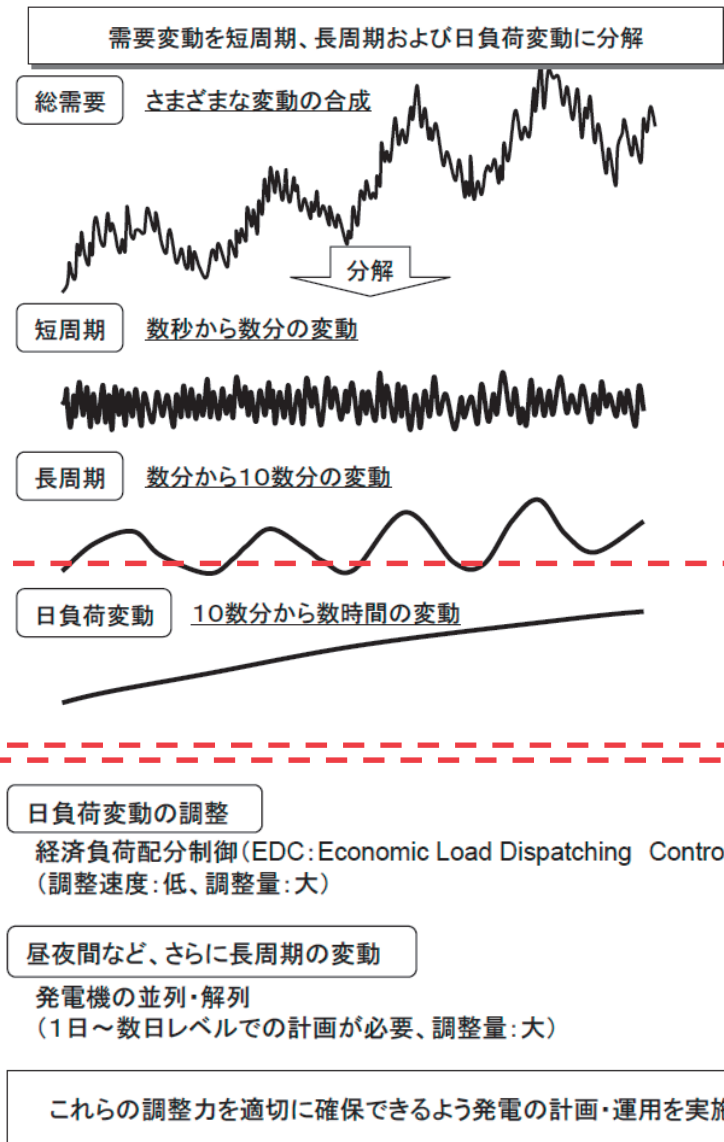 需要変動を短周期、長周期および日負荷変動に分解
総需要
さまざまな変動の合成
分解
短周期
数秒から数分の変動
長周期
数分から10数分の変動
日負荷変動
10数分から数時間の変動
日負荷変動の調整
経済負荷配分制御(EDC:Economic Load Dispatching Contro
(調整速度:低、調整量:大)
昼夜間など、さらに長周期の変動
発電機の並列・解列
(1日～数日レベルでの計画が必要、調整量:大)
これらの調整力を適切に確保できるよう発電の計画・運用を実施